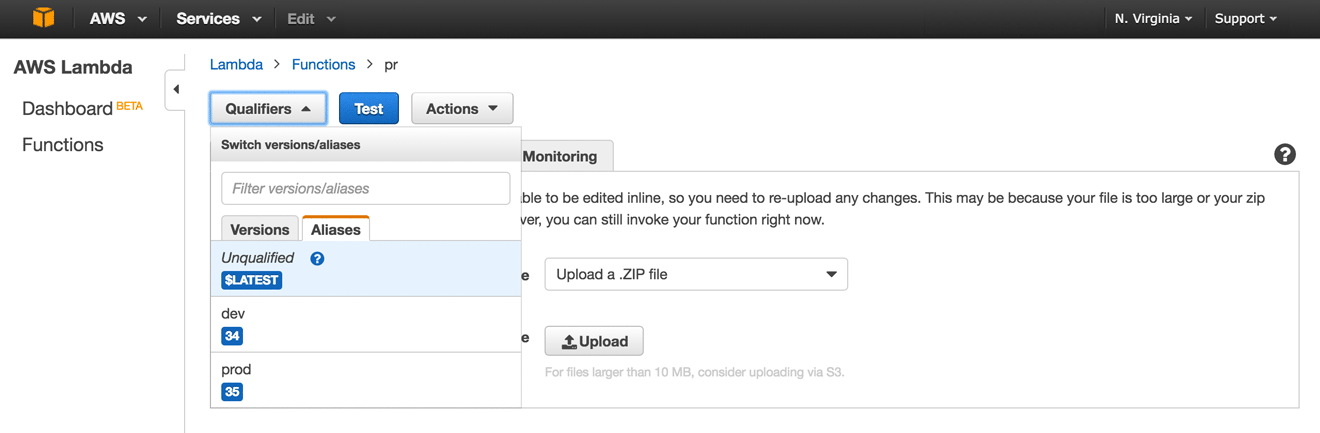 AWS Services Edit N. Virginia Support
AWS Lambda
Dashboard BETA
Functions
Lambda > Functions > pr
Qualifiers Test Actions
Switch versions/aliases
Filter versions/aliases
Versions Aliases
Unqualified ?
$LATEST
dev
34
prod
35
Monitoring
?
able to be edited inline, so you need to re-upload any changes. This may be because your file is too large or your zip
ver, you can still invoke your function right now.
e Upload a .ZIP file
e Upload
For files larger than 10 MB, consider uploading via S3.